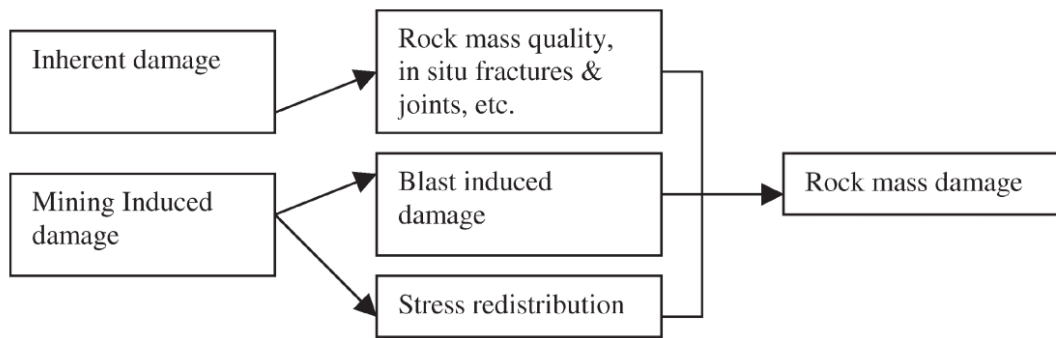 Inherent damage
Rock mass quality,
in situ fractures &
joints, etc.
Mining Induced
damage
Blast induced
damage
Stress redistribution
Rock mass damage